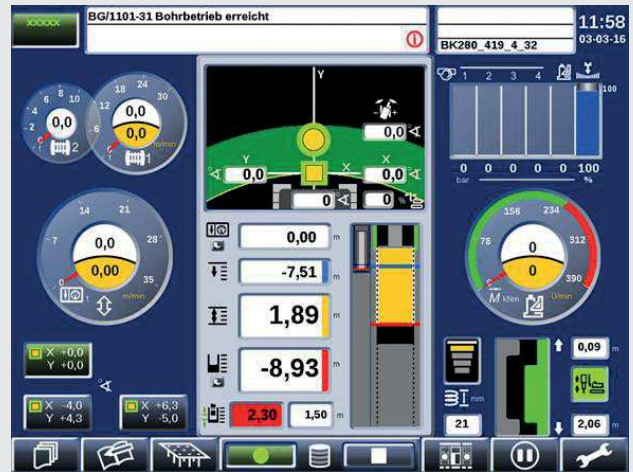 xxxxx
BG/1101-31 Bohrbetrieb erreicht
BK280_419_4_32
11:58
03-03-16
2 4 6 8 10
0,0
t
2
6 12 18 24 30
0,0
0,0
m/min
t
1
Y
0,0
Y
0,0
X
X
0,0
0
0 %
1 2 3 4
100
0 0 0 0 0 100
bar %
7 14 21 28 35
0,0
0,00
t
m/min
0,00 m
-7,51 m
1,89 m
-8,93 m
2,30 1,50 m
78 156 234 312 390
0
0
M kNm
U/min
X +0,0
Y +0,0
X -4,0
Y +4,3
X +6,3
Y -5,0
mm
21
0,09 m
2,06 m